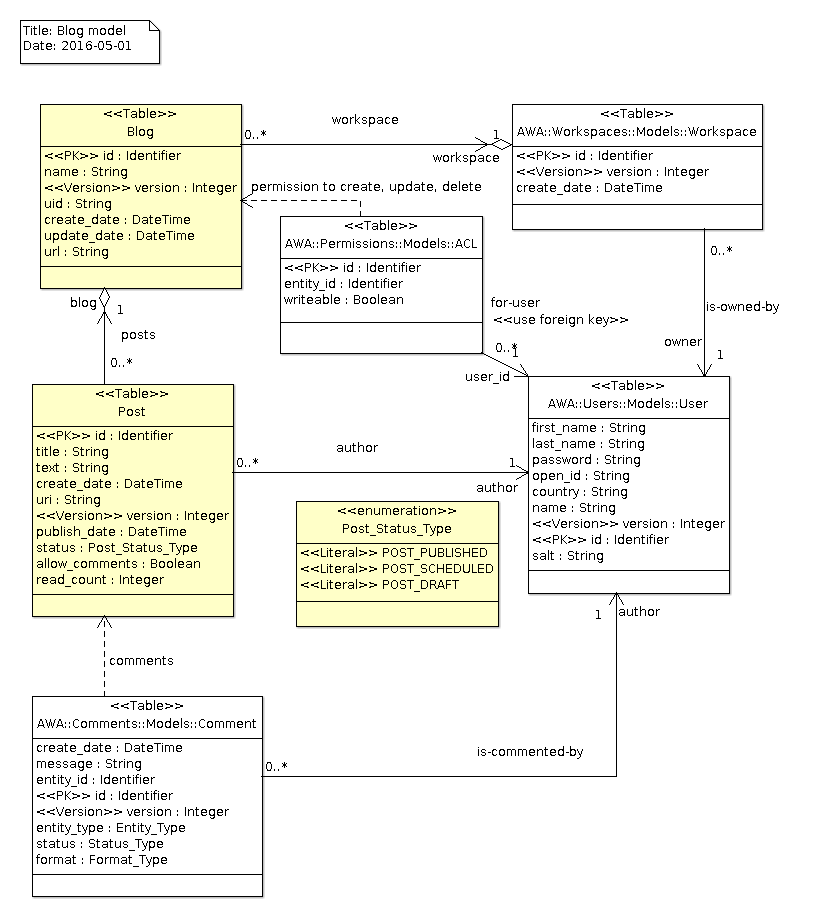 Title: Blog model
Date: 2016-05-01
<<Table>>
Blog
<<PK>> id : Identifier
name : String
<<Version>> version : Integer
uid : String
create_date : DateTime
update_date : DateTime
url : String
0..*
workspace
1
workspace
<<Table>>
AWA::Workspaces::Models::Workspace
<<PK>> id : Identifier
<<Version>> version : Integer
create_date : DateTime
permission to create, update, delete
<<Table>>
AWA::Permissions::Models::ACL
<<PK>> id : Identifier
entity_id : Identifier
writeable : Boolean
0..*
is-owned-by
owner
1
for-user
<<use foreign key>>
0..*
1
user_id
blog
1
posts
0..*
<<Table>>
Post
<<PK>> id : Identifier
title : String
text : String
create_date : DateTime
uri : String
<<Version>> version : Integer
publish_date : DateTime
status : Post_Status_Type
allow_comments : Boolean
read_count : Integer
author
0..*
1
author
<<Table>>
AWA::Users::Models::User
first_name : String
last_name : String
password : String
open_id : String
country : String
name : String
<<Version>> version : Integer
<<PK>> id : Identifier
salt : String
<<enumeration>>
Post_Status_Type
<<Literal>> POST_PUBLISHED
<<Literal>> POST_SCHEDULED
<<Literal>> POST_DRAFT
1
author
comments
<<Table>>
AWA::Comments::Models::Comment
create_date : DateTime
message : String
entity_id : Identifier
<<PK>> id : Identifier
<<Version>> version : Integer
entity_type : Entity_Type
status : Status_Type
format : Format_Type
is-commented-by
0..*